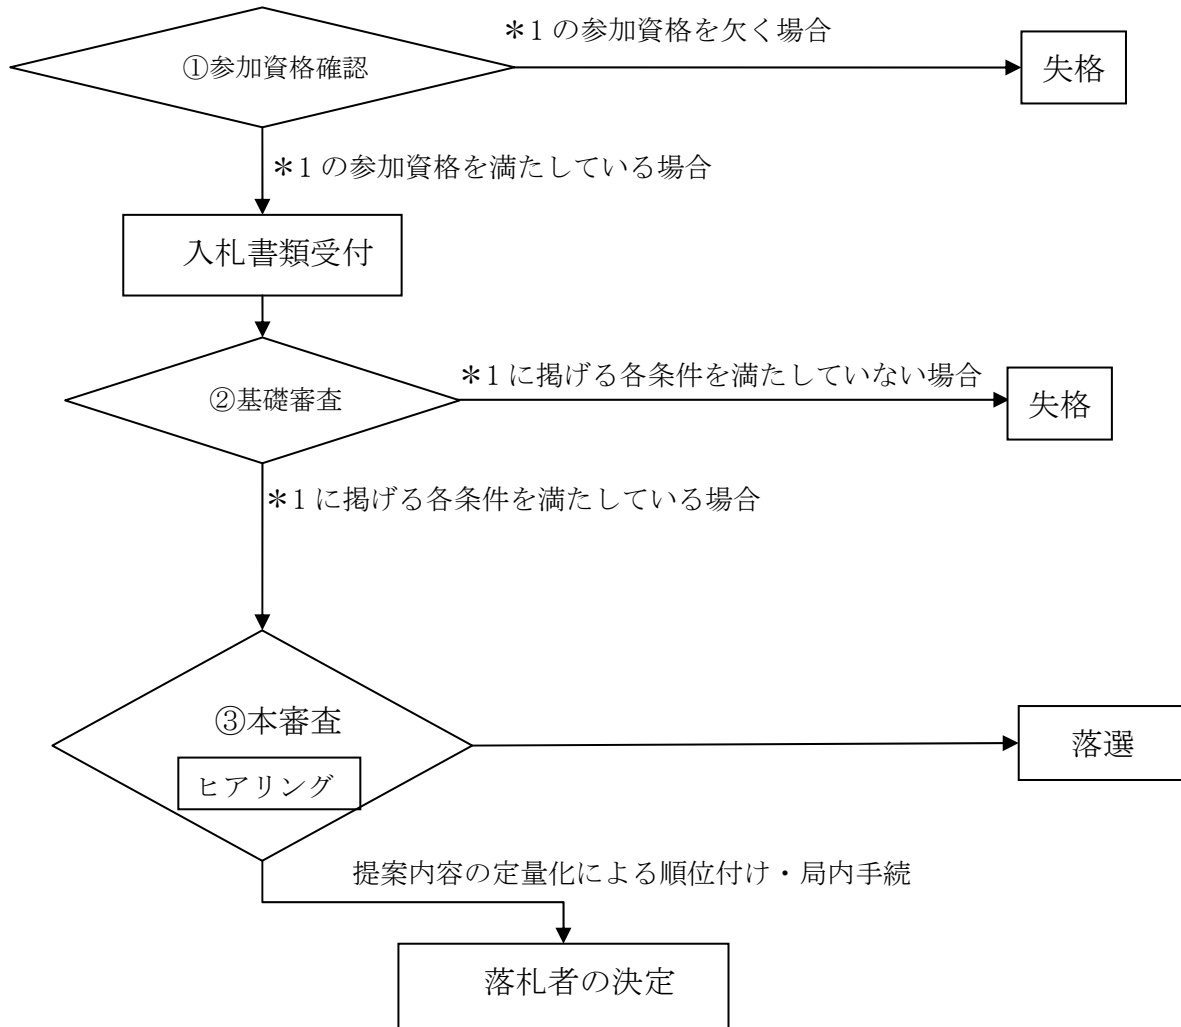 ＊1の参加資格を欠く場合
①参加資格確認
失格
＊1の参加資格を満たしている場合
入札書類受付
＊1に掲げる各条件を満たしていない場合
②基礎審査
失格
＊1に掲げる各条件を満たしている場合
③本審査
落選
ヒアリング
提案内容の定量化による順位付け・局内手続
落札者の決定